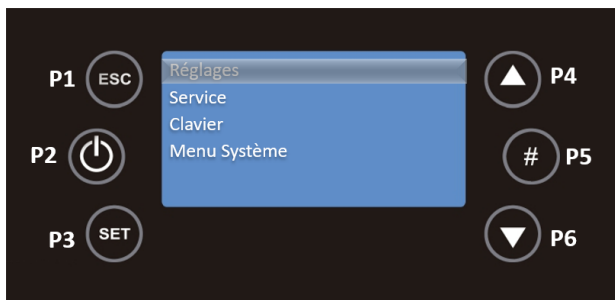 P1
ESC
Réglages
P4
Service
Clavier
P2
Menu Système
#
P5
P3
SET
P6